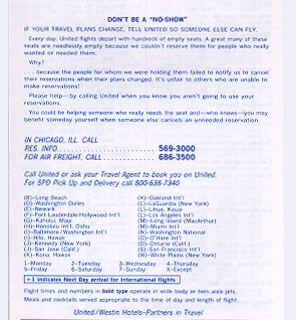 DON'T BE A "NO-SHOW"
IF YOUR TRAVEL PLANS CHANGE, TELL UNITED SO SOMEONE ELSE CAN FLY.
Every day, United flights depart with hundreds of empty seats. A great many of these
seats are needlessly empty because we couldn't reserve them for people who really
wanted or needed them.
Why?
. . . because the people for whom we were holding them failed to notify us to cancel
their reservations when their plans changed. It's unfair to others who are unable to
make reservations!
Please help—by calling United when you know you aren't going to use your
reservations.
You could be helping someone who really needs the seat and—who knows—you may
benefit someday yourself when someone else cancels an unneeded reservation.
IN CHICAGO, ILL. CALL
RES. INFO. 569-3000
FOR AIR FREIGHT, CALL 686-3500
Call United or ask your Travel Agent to book you on United.
For SPD Pick Up and Delivery call 800-638-7340
(B)-Long Beach (K)-Oakland Int'l
(D)-Washington Dulles (L)-LaGuardia (New York)
(E)-Newark (L)-Lihue, Kauai
(F)-Fort Lauderdale-Hollywood Int'l (L)-Los Angeles Int'l
(G)-Kahului, Maui (M)-Long Island (MacArthur)
(H)-Honolulu Int'l, Oahu (M)-Miami Int'l
(I)-Baltimore/Washington Int'l (N)-Washington National
(I)-Hilo, Hawaii (O)-O'Hare Int'l
(J)-Kennedy (New York) (O)-Ontario (Calif.)
(J)-San Jose (Calif.) (S)-San Francisco Int'l
(K)-Kona, Hawaii (W)-White Plains (New York)
1-Monday 2-Tuesday 3-Wednesday 4-Thursday
5-Friday 6-Saturday 7-Sunday X-Except
+1 indicates Next Day arrival for International flights
Flight times and numbers in bold type operate in wide body or twin aisle jets.
Meals and cocktails served appropriate to the time of day and length of flight.
United/Westin Hotels-Partners in Travel